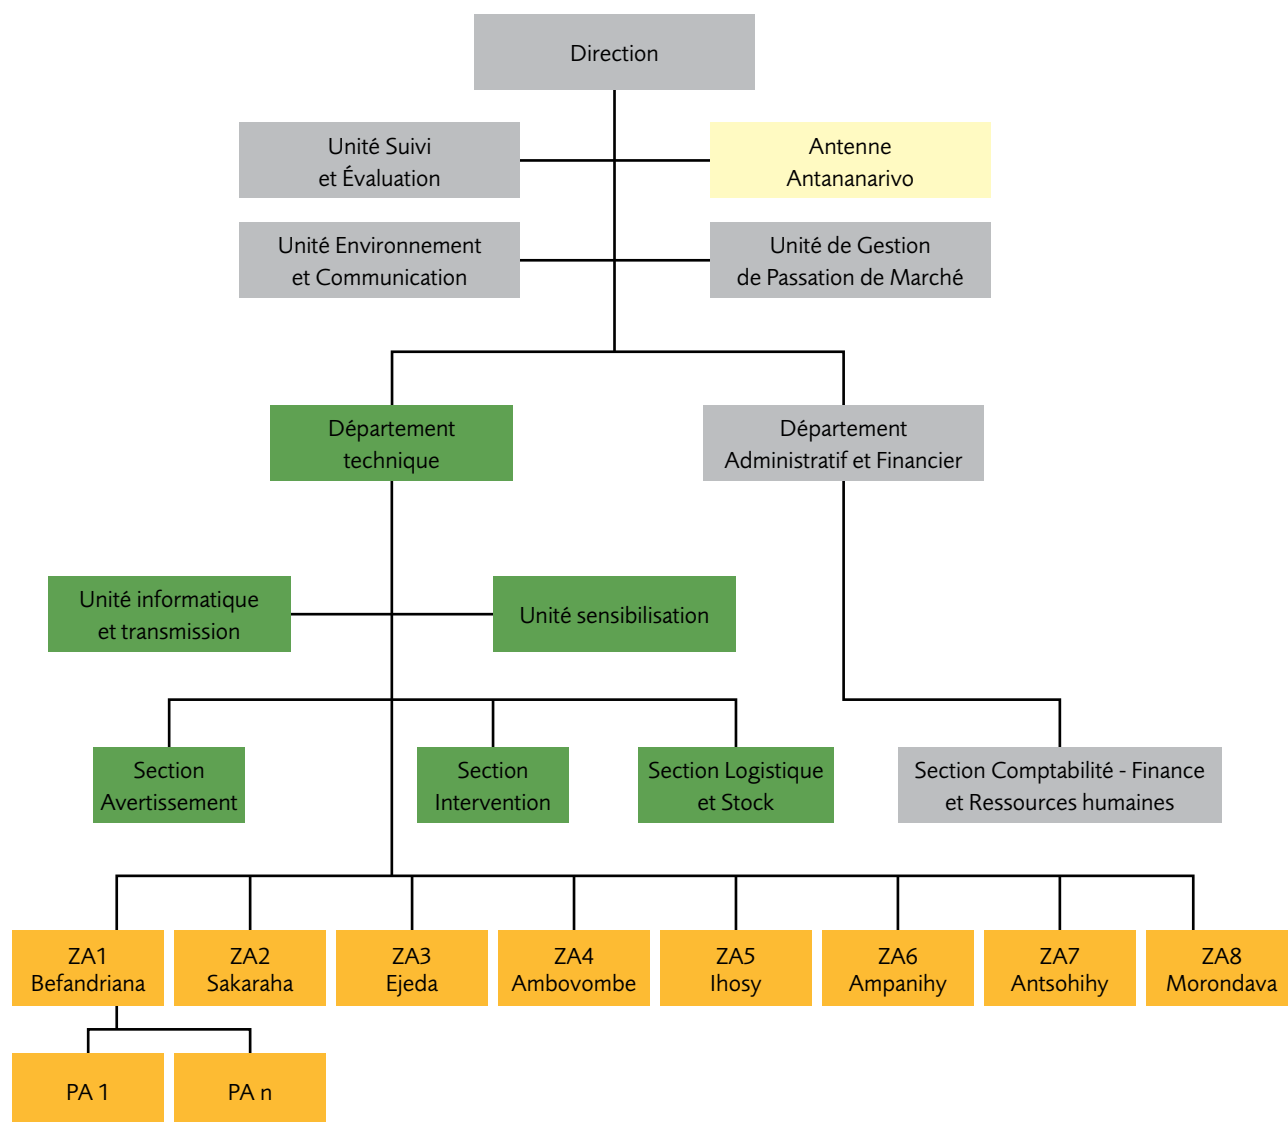 Direction
Unité Suivi
et Évaluation
Antenne
Antananarivo
Unité Environnement
et Communication
Unité de Gestion
de Passation de Marché
Département
technique
Département
Administratif et Financier
Unité informatique
et transmission
Unité sensibilisation
Section
Avertissement
Section
Intervention
Section Logistique
et Stock
Section Comptabilité - Finance
et Ressources humaines
ZA1
Befandriana
ZA2
Sakaraha
ZA3
Ejeda
ZA4
Ambovombe
ZA5
Ihosy
ZA6
Ampanihy
ZA7
Antsohihy
ZA8
Morondava
PA 1
PA n